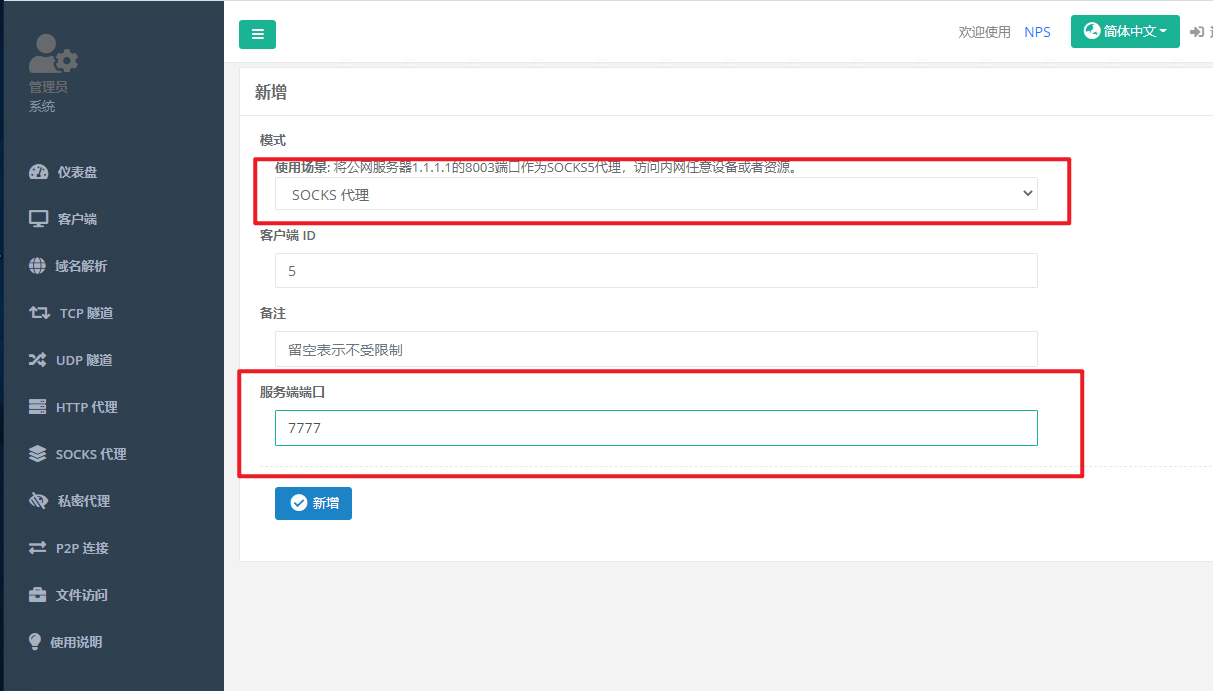 管理员
系统
仪表盘
客户端
域名解析
TCP 隧道
UDP 隧道
HTTP 代理
SOCKS 代理
私密代理
P2P 连接
文件访问
使用说明
欢迎使用 NPS 简体中文
新增
模式
使用场景: 将公网服务器1.1.1.1的8003端口作为SOCKS5代理，访问内网任意设备或者资源。
SOCKS 代理
客户端 ID
5
备注
留空表示不受限制
服务端端口
7777
新增